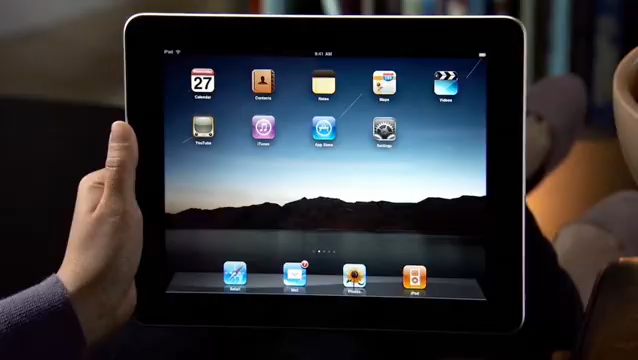 iPad
9:41 AM
27
Calendar
Contacts
Notes
Maps
Videos
YouTube
iTunes
App Store
Settings
Safari
Mail
Photos
iPod